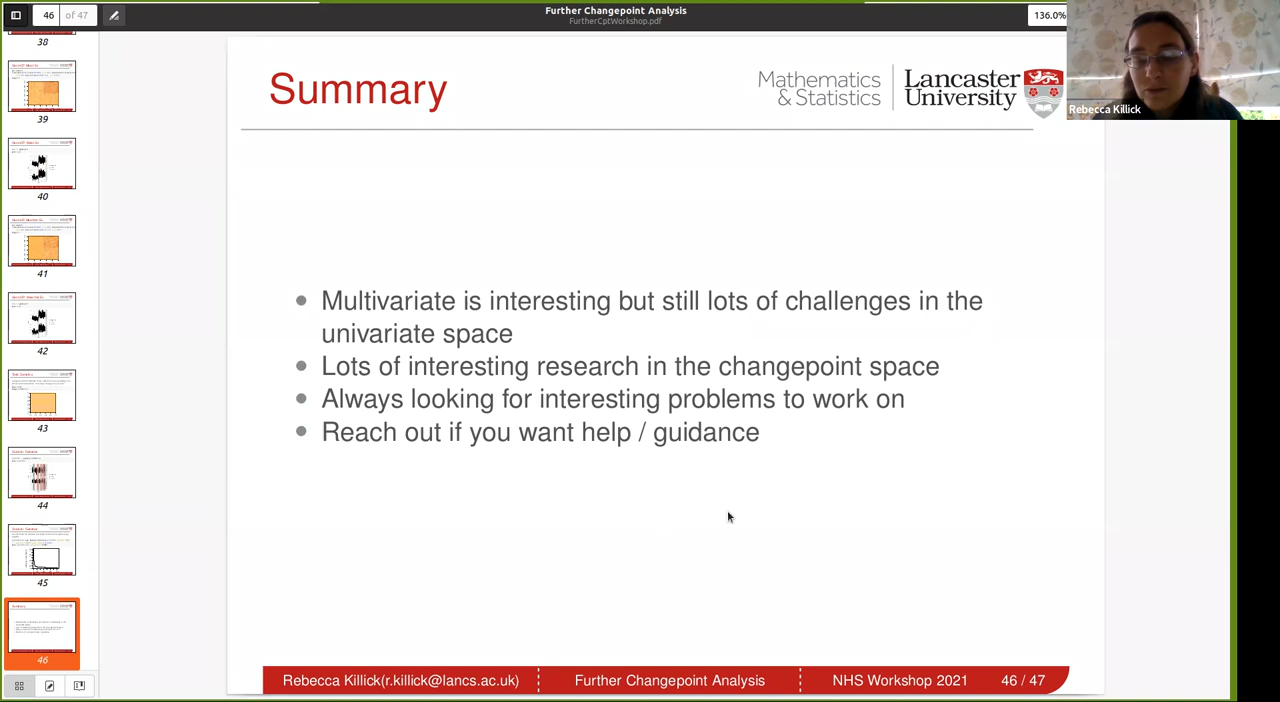 46 of 47
Further Changepoint Analysis
FurtherCptWorkshop.pdf
136.0%
Rebecca Killick
38
39
40
41
42
43
44
45
46
Summary
Mathematics
& Statistics
Lancaster
University
Multivariate is interesting but still lots of challenges in the
univariate space
Lots of interesting research in the changepoint space
Always looking for interesting problems to work on
Reach out if you want help / guidance
Rebecca Killick(r.killick@lancs.ac.uk) Further Changepoint Analysis NHS Workshop 2021 46 / 47